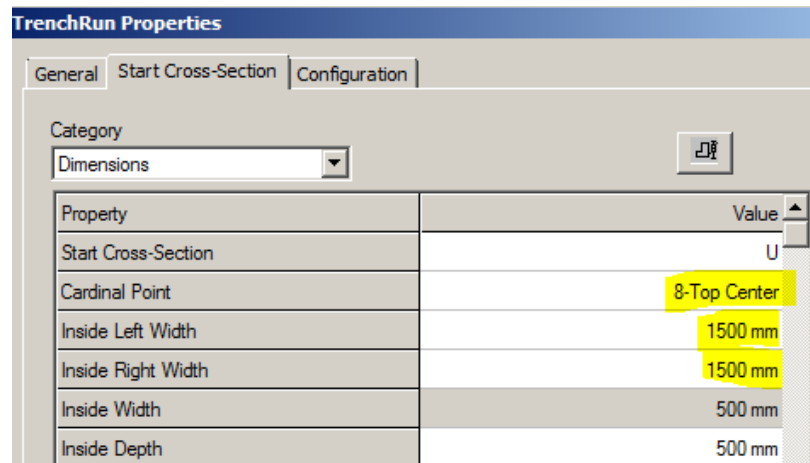 TrenchRun Properties
General Start Cross-Section Configuration
Category
Dimensions
Property Value
Start Cross-Section U
Cardinal Point 8-Top Center
Inside Left Width 1500 mm
Inside Right Width 1500 mm
Inside Width 500 mm
Inside Depth 500 mm